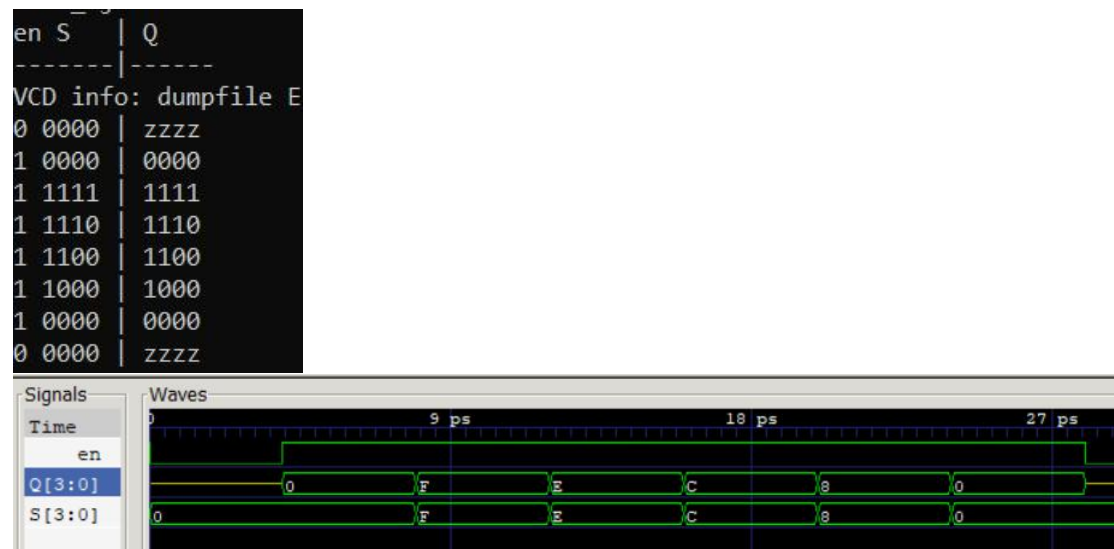 en S | Q
-------|------
VCD info: dumpfile E
0 0000 | zzzz
1 0000 | 0000
1 1111 | 1111
1 1110 | 1110
1 1100 | 1100
1 1000 | 1000
1 0000 | 0000
0 0000 | zzzz
Signals Waves
Time 0 9 ps 18 ps 27 ps
en
Q[3:0] 0 F E C 8 0
S[3:0] 0 F E C 8 0